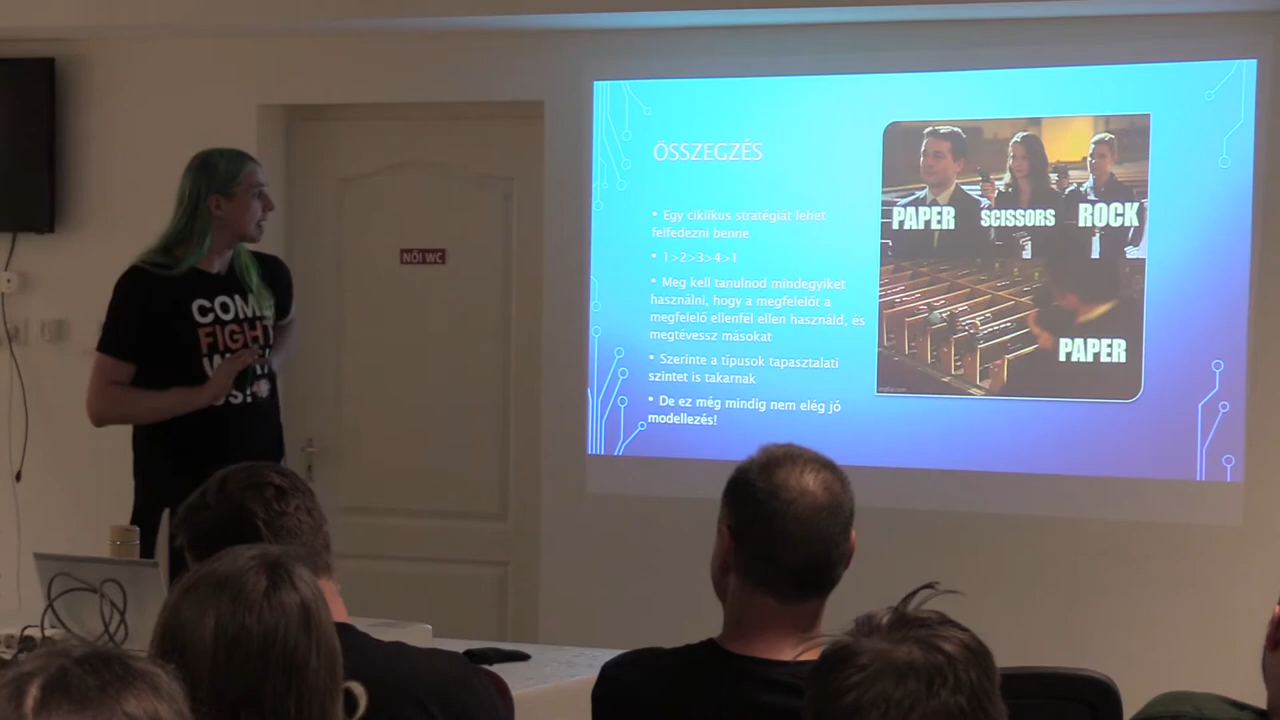 ÖSSZEGZÉS
• Egy ciklikus stratégiát lehet
felfedezni benne
• 1>2>3>4>1
• Meg kell tanulnod mindegyiket
használni, hogy a megfelelőt a
megfelelő ellenfél ellen használd, és
megtévessz másokat
• Szerinte a típusok tapasztalati
szintet is takarnak
• De ez még mindig nem elég jó
modellezés!
PAPER
SCISSORS
ROCK
PAPER
NŐI WC
COME
FIGHT
US!